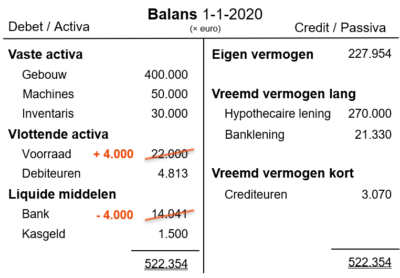 Balans 1-1-2020
Debet / Activa (× euro) Credit / Passiva
Vaste activa Eigen vermogen 227.954
Gebouw 400.000
Machines 50.000 Vreemd vermogen lang
Inventaris 30.000 Hypothecaire lening 270.000
Vlottende activa Banklening 21.330
Voorraad + 4.000 22.000
Debiteuren 4.813 Vreemd vermogen kort
Liquide middelen Crediteuren 3.070
Bank - 4.000 14.041
Kasgeld 1.500
522.354 522.354